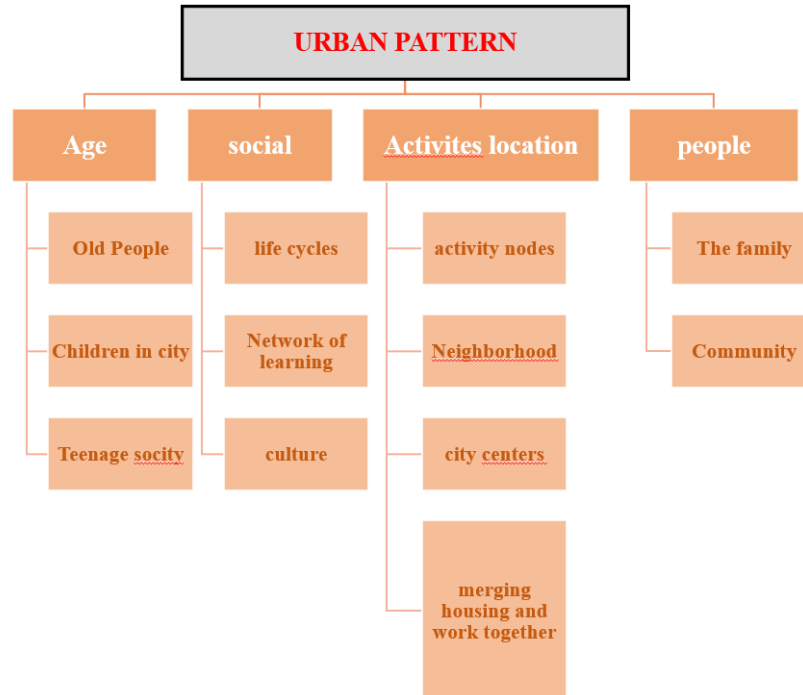 URBAN PATTERN
Age
social
Activites location
people
Old People
Children in city
Teenage socity
life cycles
Network of
learning
culture
activity nodes
Neighborhood
city centers
merging
housing and
work together
The family
Community